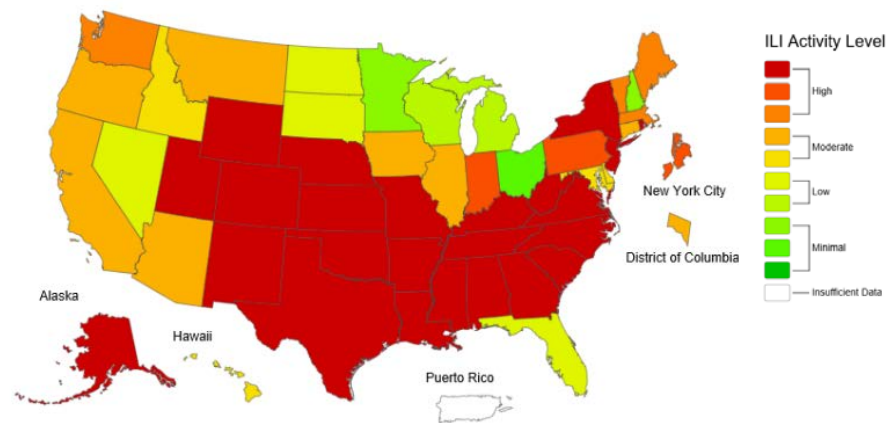 ILI Activity Level
High
Moderate
Low
Minimal
Insufficient Data
New York City
District of Columbia
Alaska
Hawaii
Puerto Rico